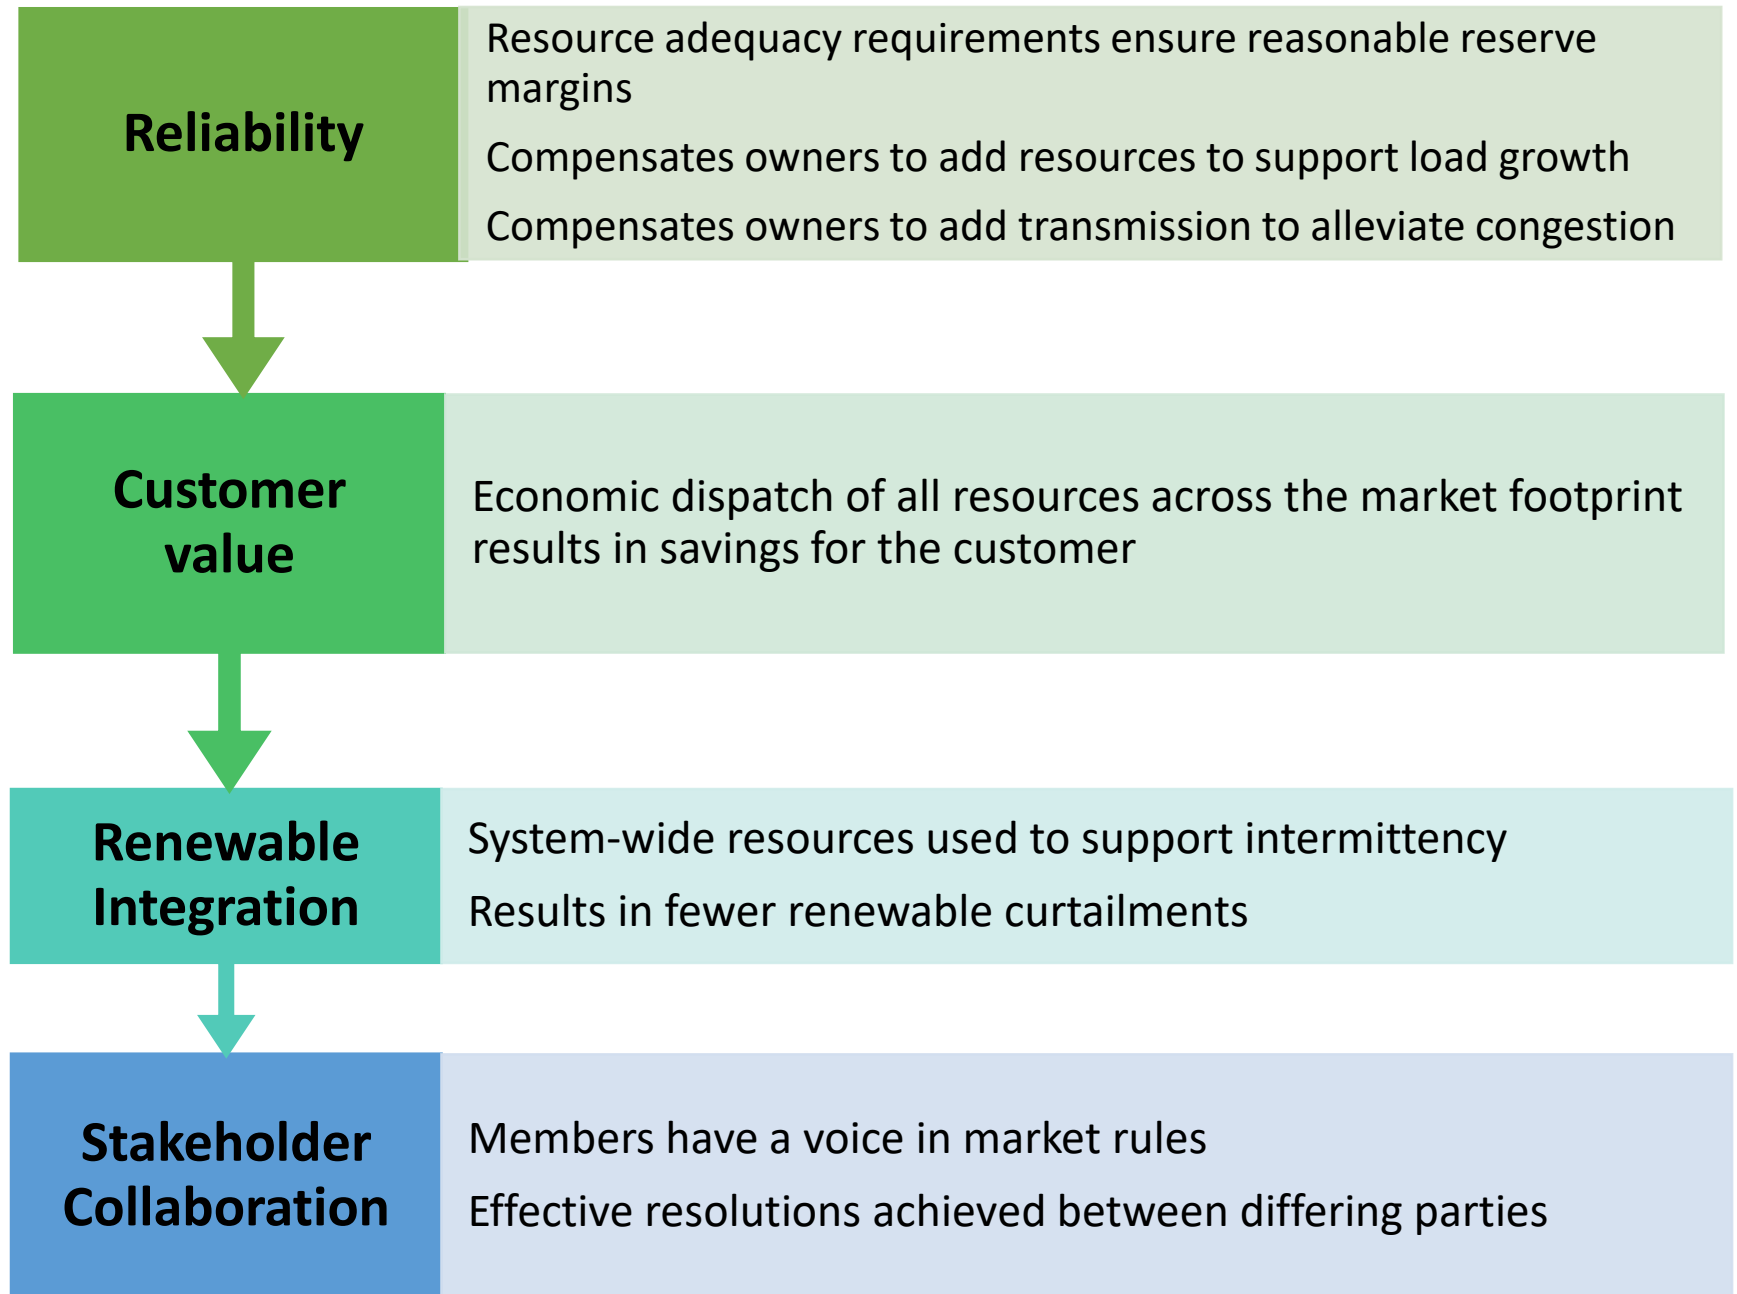 Reliability
Resource adequacy requirements ensure reasonable reserve
margins
Compensates owners to add resources to support load growth
Compensates owners to add transmission to alleviate congestion
Customer
value
Economic dispatch of all resources across the market footprint
results in savings for the customer
Renewable
Integration
System-wide resources used to support intermittency
Results in fewer renewable curtailments
Stakeholder
Collaboration
Members have a voice in market rules
Effective resolutions achieved between differing parties